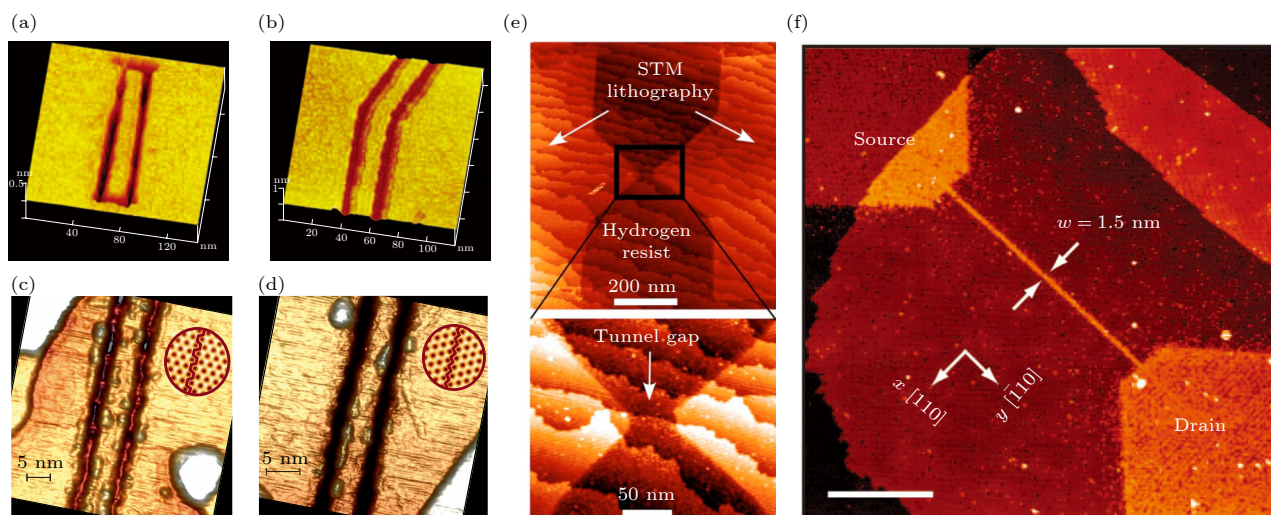 (a)
nm
0.5
40
80
120
nm
(b)
nm
1
20
40
60
80
100
nm
(c)
5 nm
(d)
5 nm
(e)
STM
lithography
Hydrogen
resist
200 nm
Tunnel gap
50 nm
(f)
Source
w = 1.5 nm
x [110]
y [1̄10]
Drain